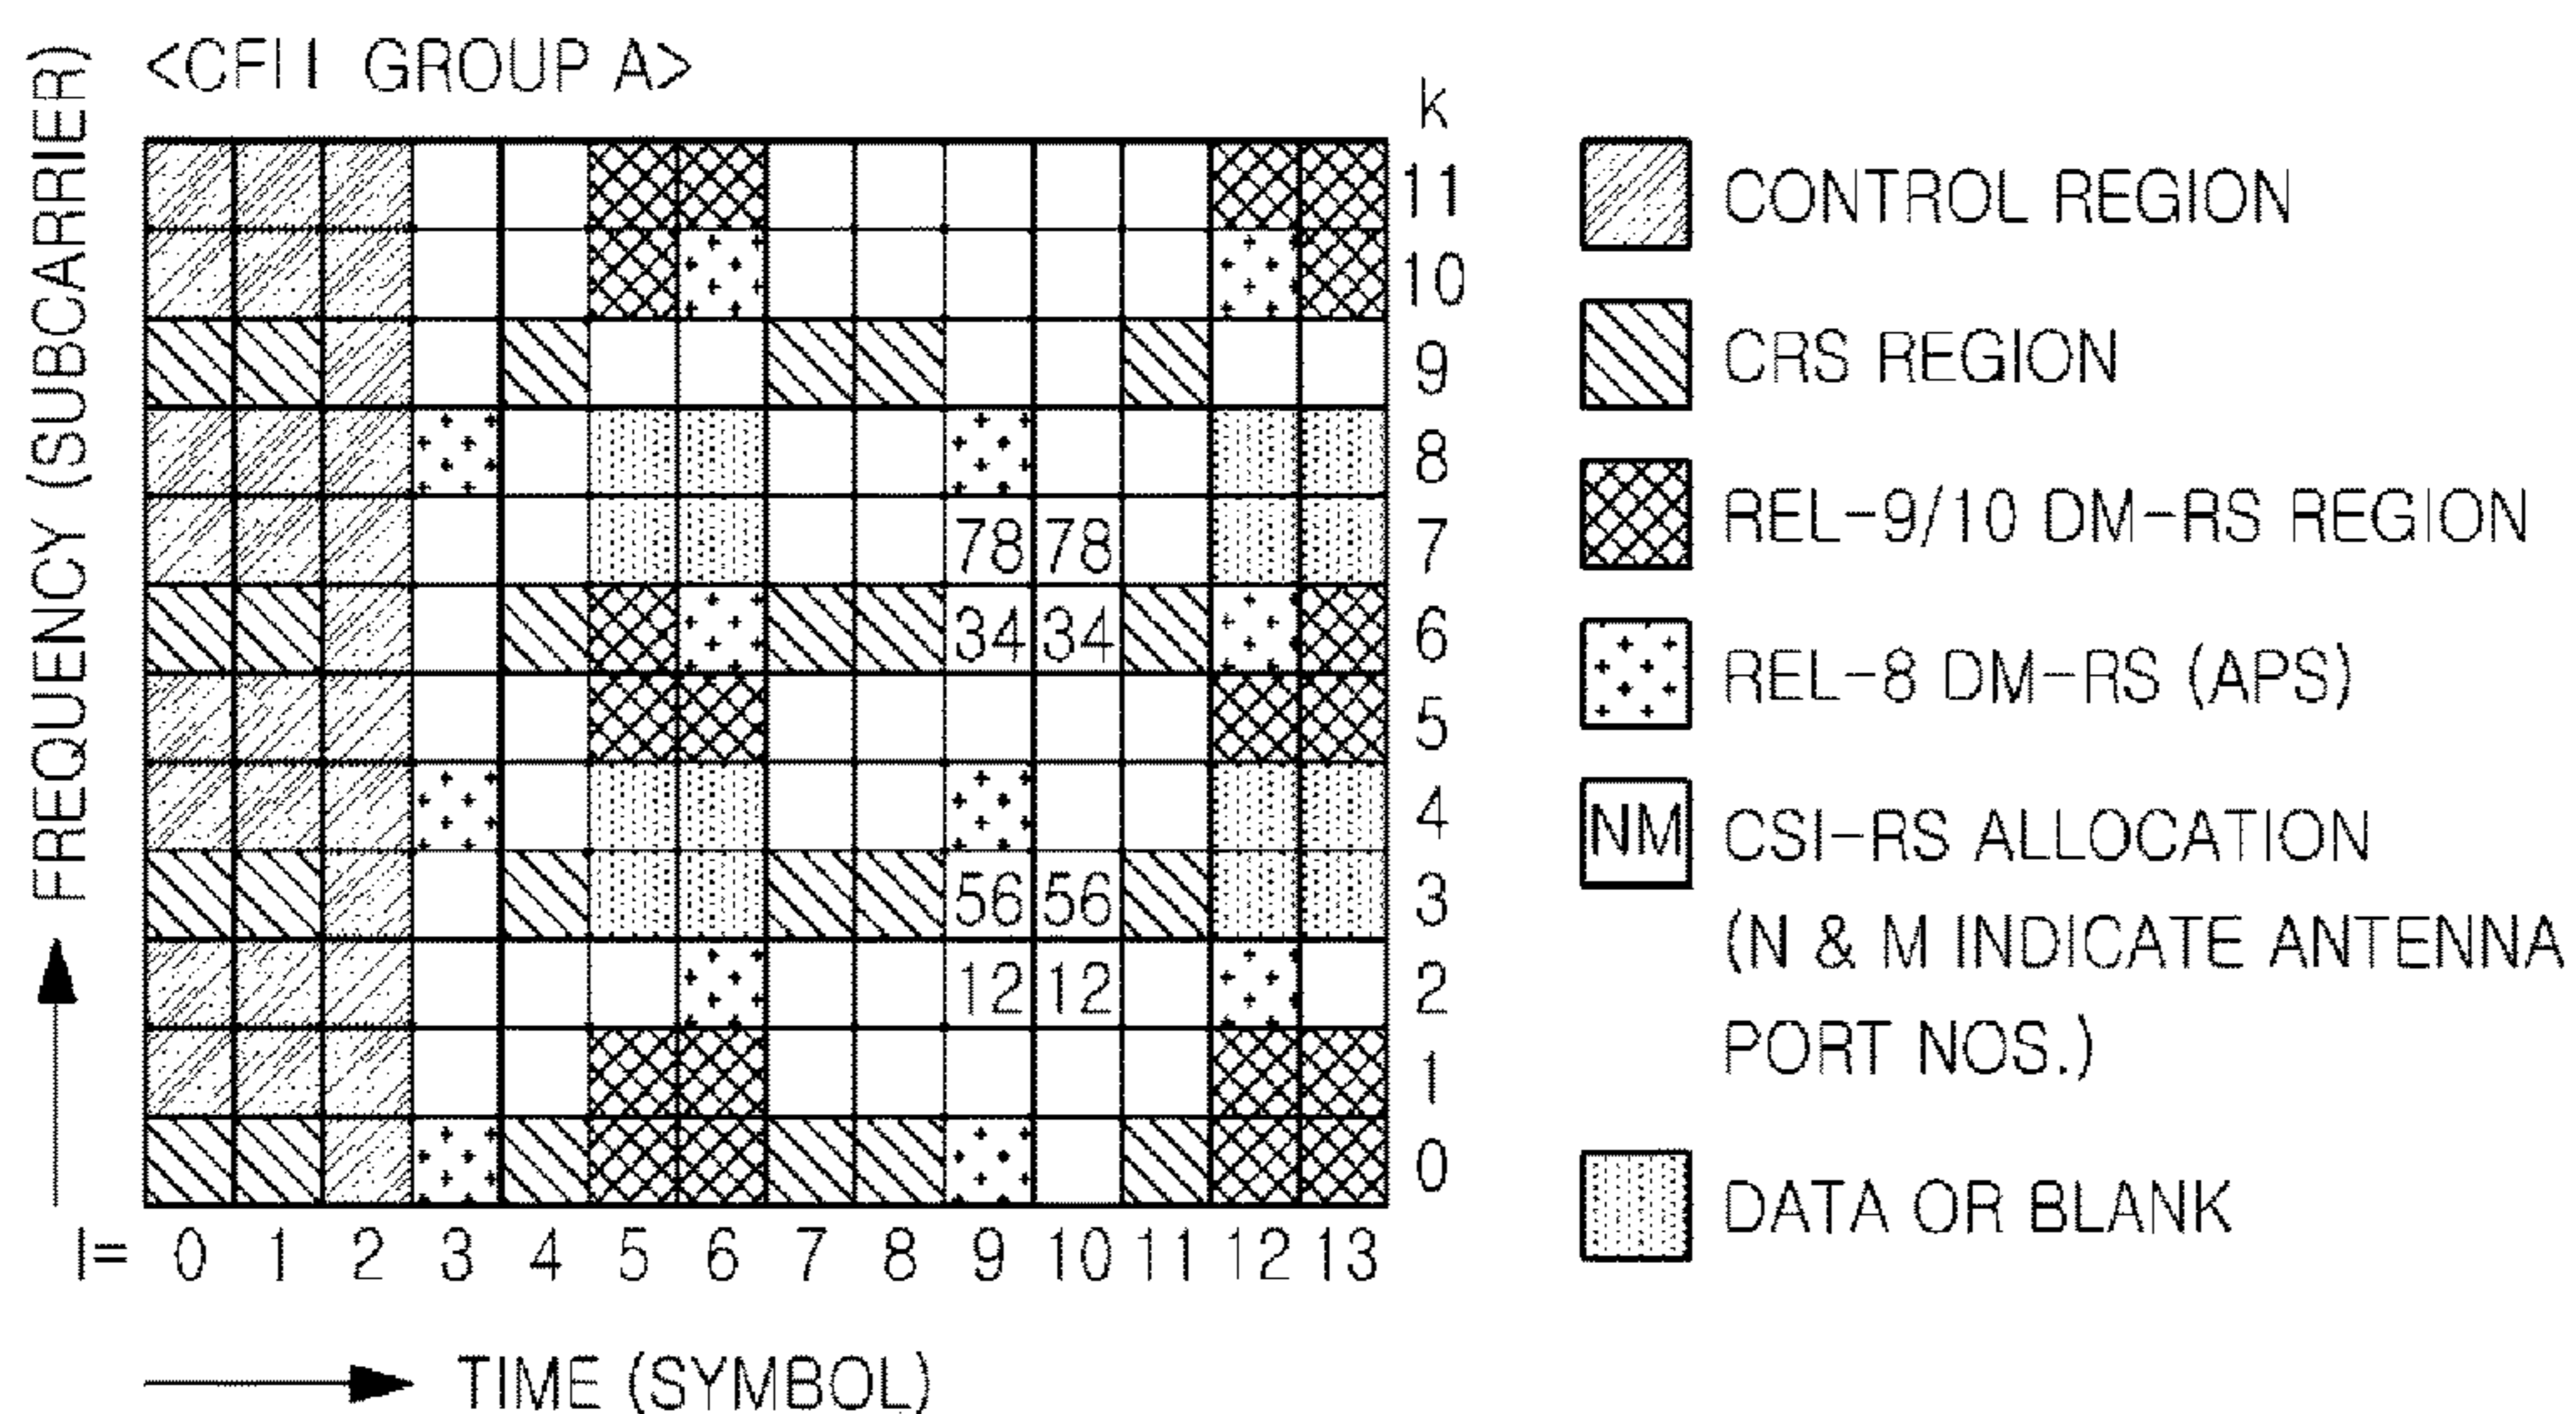 <CFI I GROUP A>
k
FREQUENCY (SUBCARRIER)
11
10
9
8
78 78 7
34 34 6
5
4
56 56 3
12 12 2
1
0
l= 0 1 2 3 4 5 6 7 8 9 10 11 12 13
TIME (SYMBOL)
CONTROL REGION
CRS REGION
REL-9/10 DM-RS REGION
REL-8 DM-RS (APS)
NM CSI-RS ALLOCATION
(N & M INDICATE ANTENNA
PORT NOS.)
DATA OR BLANK